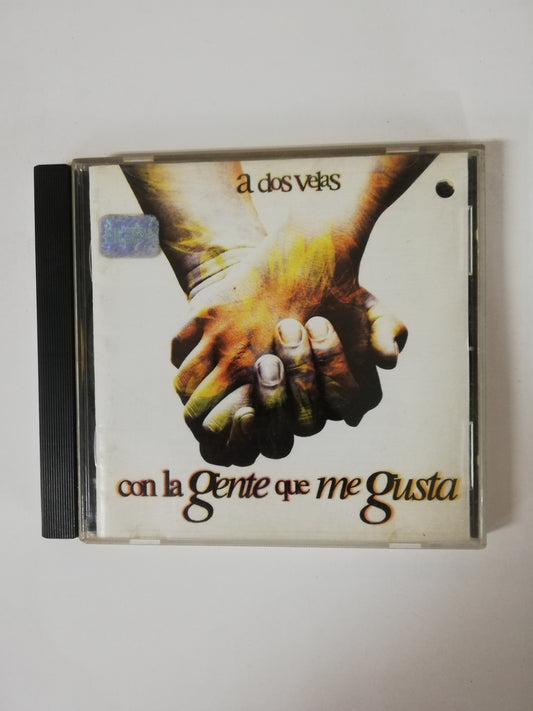 a dos velas
con la gente que me gusta